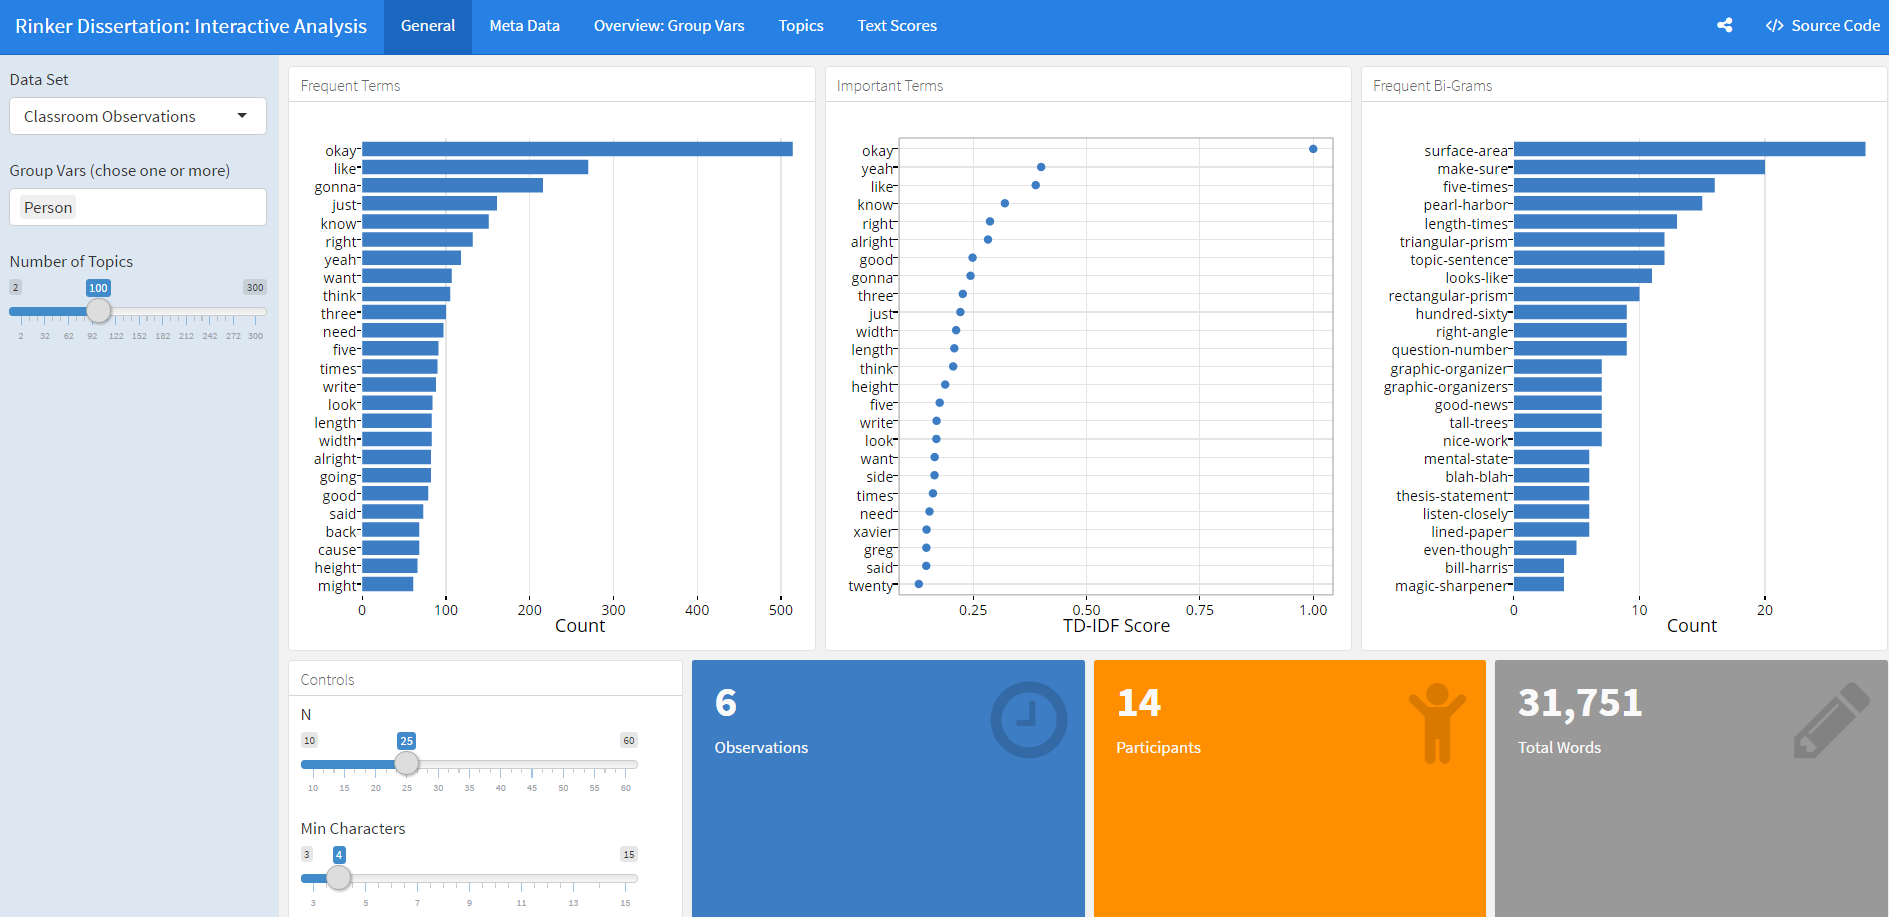 Rinker Dissertation: Interactive Analysis
General
Meta Data
Overview: Group Vars
Topics
Text Scores
Source Code
Data Set
Classroom Observations
Group Vars (chose one or more)
Person
Number of Topics
2
100
300
2 32 62 92 122 152 182 212 242 272 300
Frequent Terms
okay
like
gonna
just
know
right
yeah
want
think
three
need
five
times
write
look
length
width
alright
going
good
said
back
cause
height
might
0 100 200 300 400 500
Count
Important Terms
okay
yeah
like
know
right
alright
good
gonna
three
just
width
length
think
height
five
write
look
want
side
times
need
xavier
greg
said
twenty
0.25 0.50 0.75 1.00
TD-IDF Score
Frequent Bi-Grams
surface-area
make-sure
five-times
pearl-harbor
length-times
triangular-prism
topic-sentence
looks-like
rectangular-prism
hundred-sixty
right-angle
question-number
graphic-organizer
graphic-organizers
good-news
tall-trees
nice-work
mental-state
blah-blah
thesis-statement
listen-closely
lined-paper
even-though
bill-harris
magic-sharpener
0 10 20
Count
Controls
N
10
25
60
10 15 20 25 30 35 40 45 50 55 60
Min Characters
3
4
15
3 5 7 9 11 13 15
6
Observations
14
Participants
31,751
Total Words